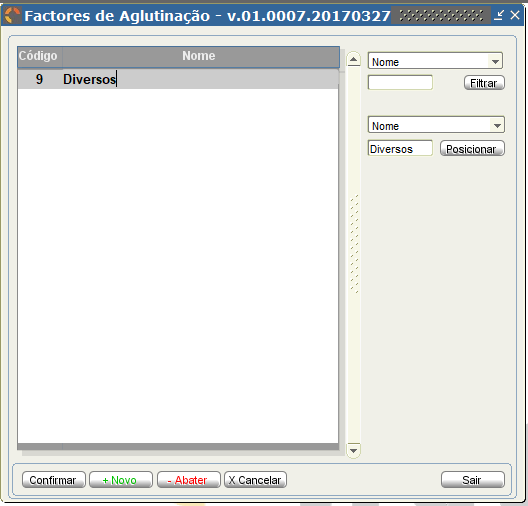 Factores de Aglutinação - v.01.0007.20170327
Código Nome
9 Diversos
Nome
Filtrar
Nome
Diversos Posicionar
Confirmar + Novo - Abater X Cancelar Sair